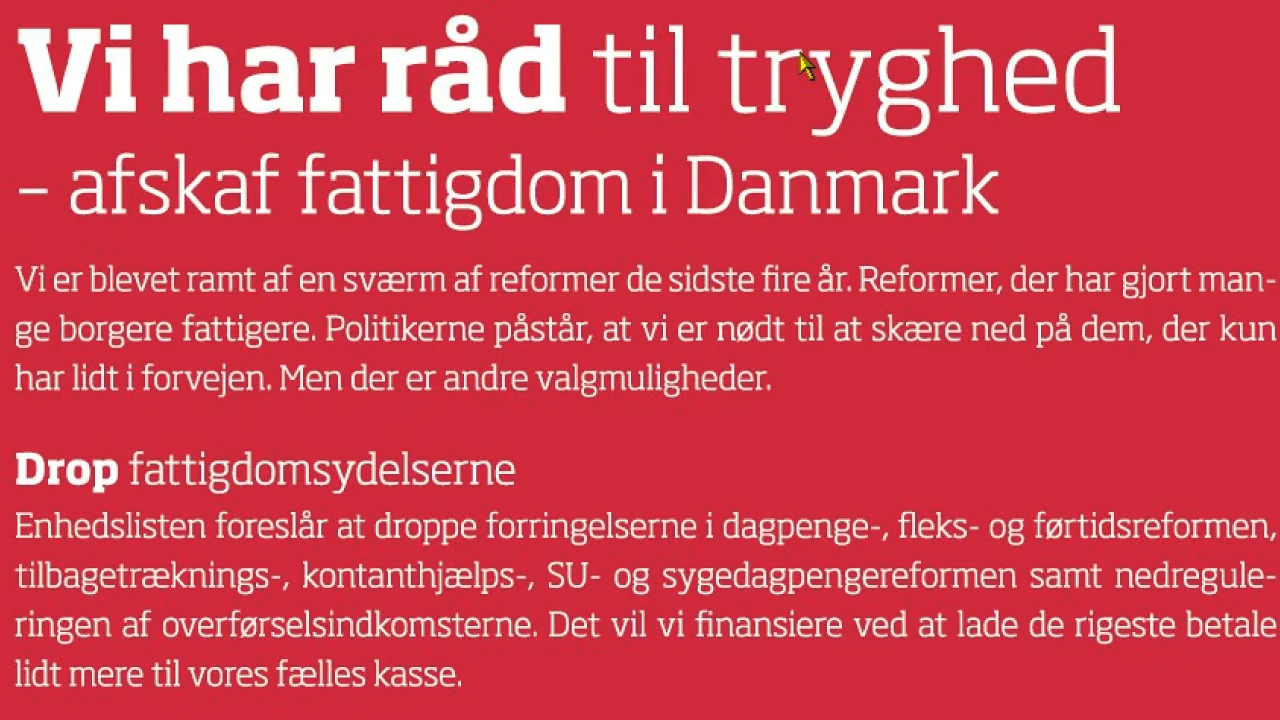 Vi har råd til tryghed
– afskaf fattigdom i Danmark
Vi er blevet ramt af en sværm af reformer de sidste fire år. Reformer, der har gjort man-
ge borgere fattigere. Politikerne påstår, at vi er nødt til at skære ned på dem, der kun
har lidt i forvejen. Men der er andre valgmuligheder.
Drop fattigdomsydelserne
Enhedslisten foreslår at droppe forringelserne i dagpenge-, fleks- og førtidsreformen,
tilbagetræknings-, kontanthjælps-, SU- og sygedagpengereformen samt nedregule-
ringen af overførselsindkomsterne. Det vil vi finansiere ved at lade de rigeste betale
lidt mere til vores fælles kasse.